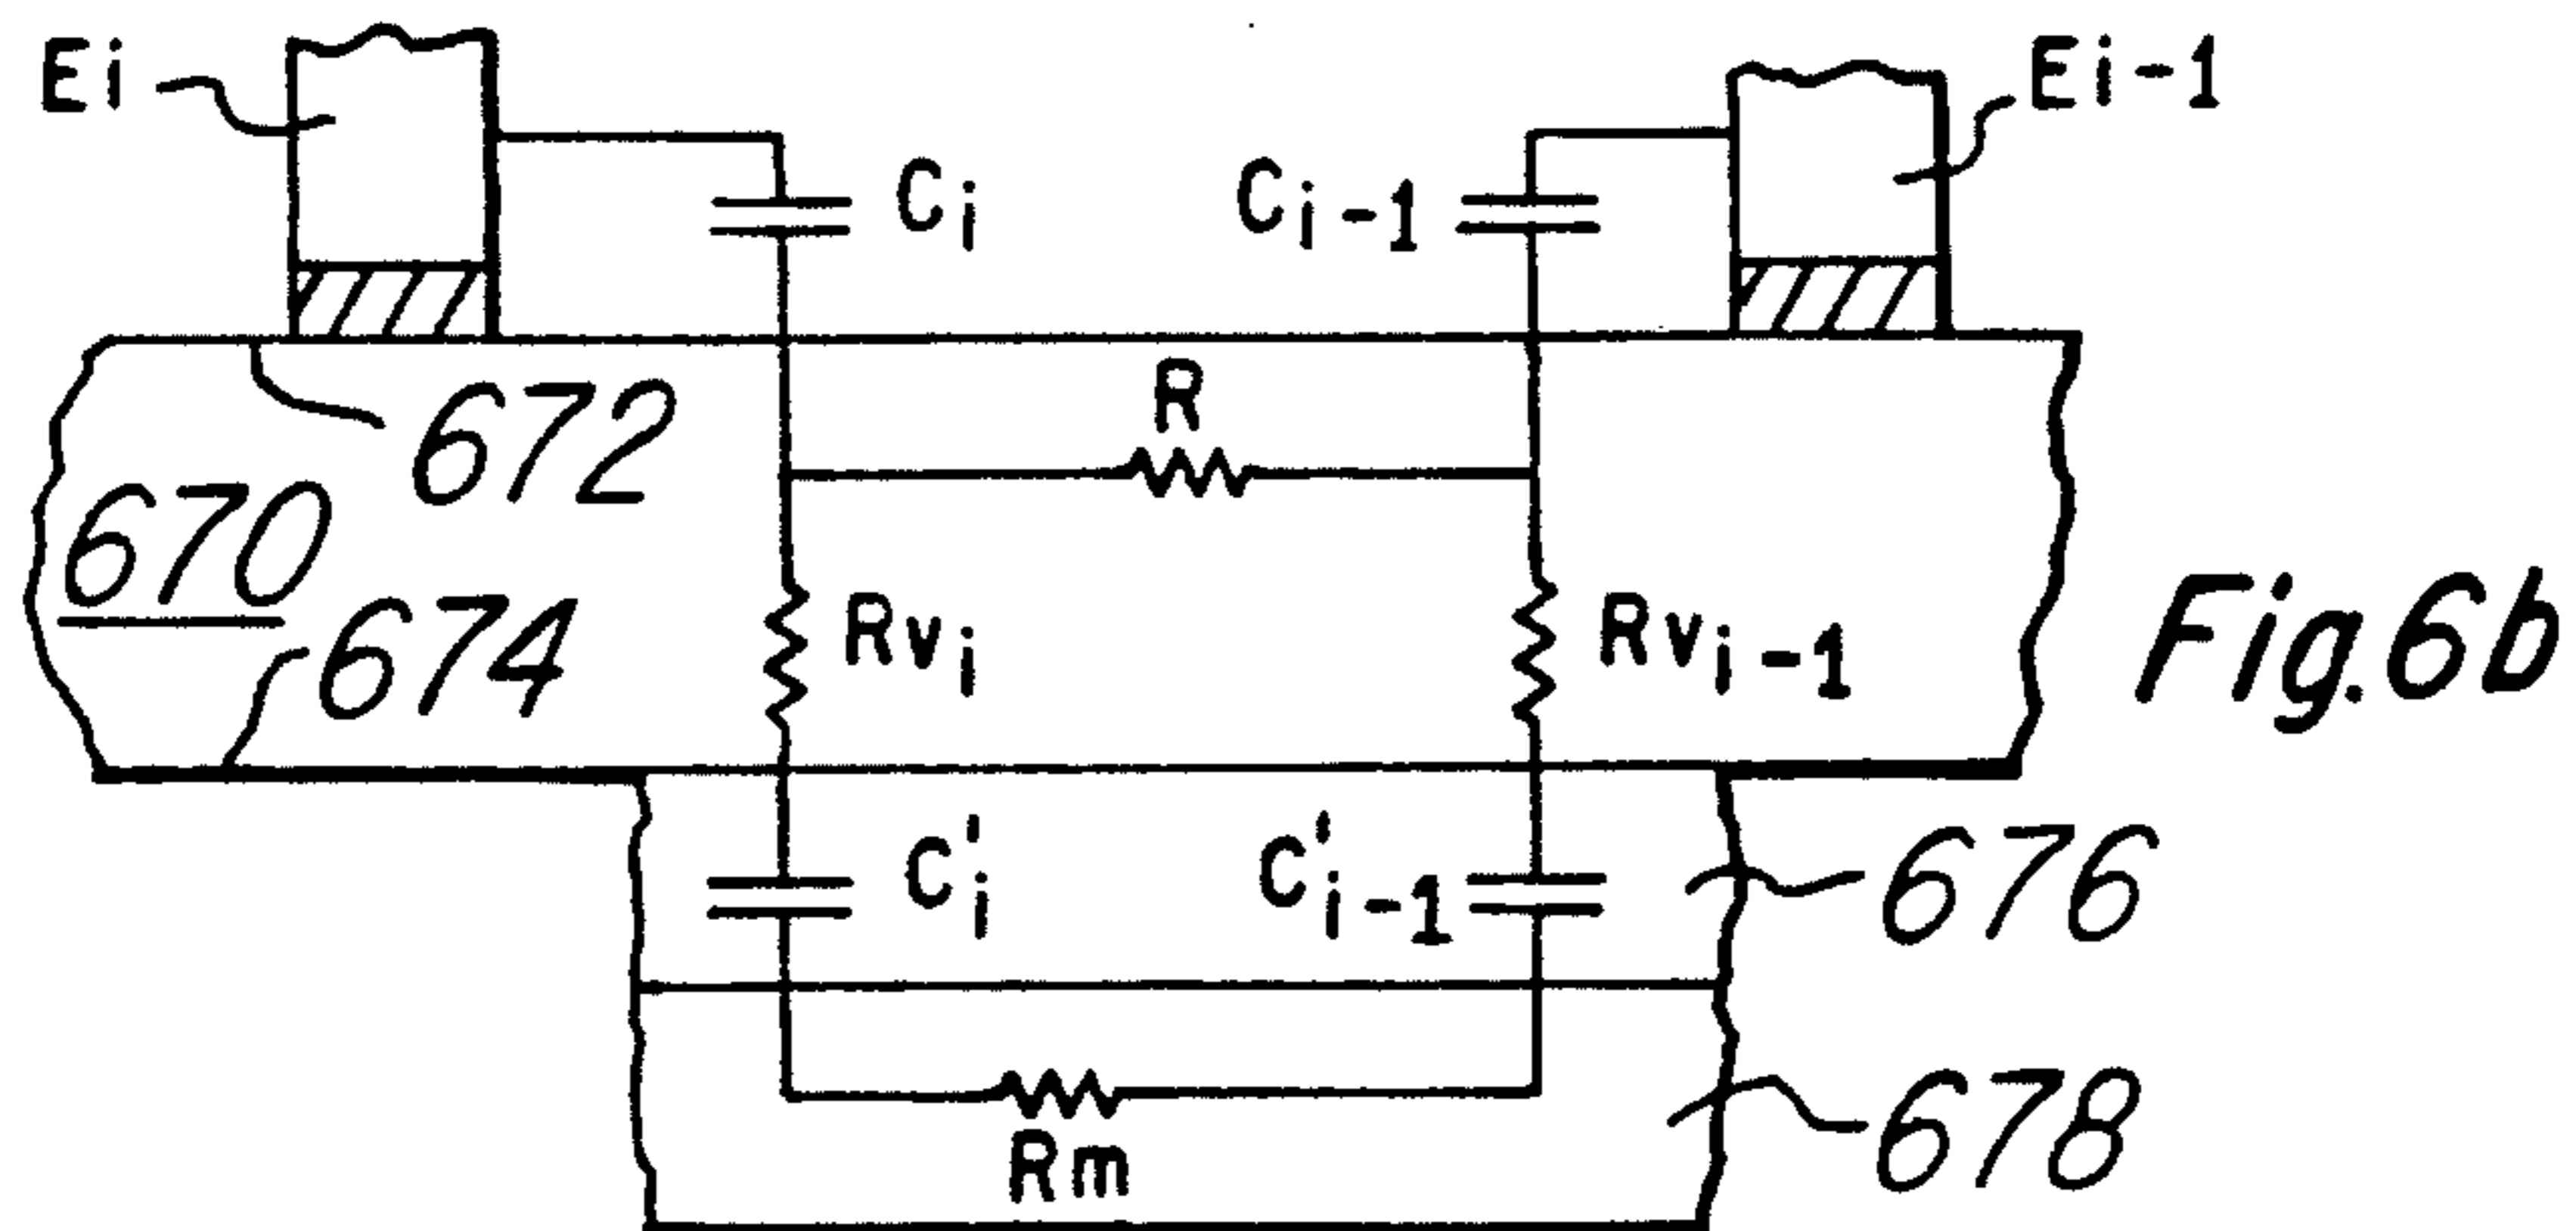 Ei
Ei-1
Ci
Ci-1
R
672
670
674
Rvi
Rvi-1
Fig.6b
C'i
C'i-1
676
Rm
678